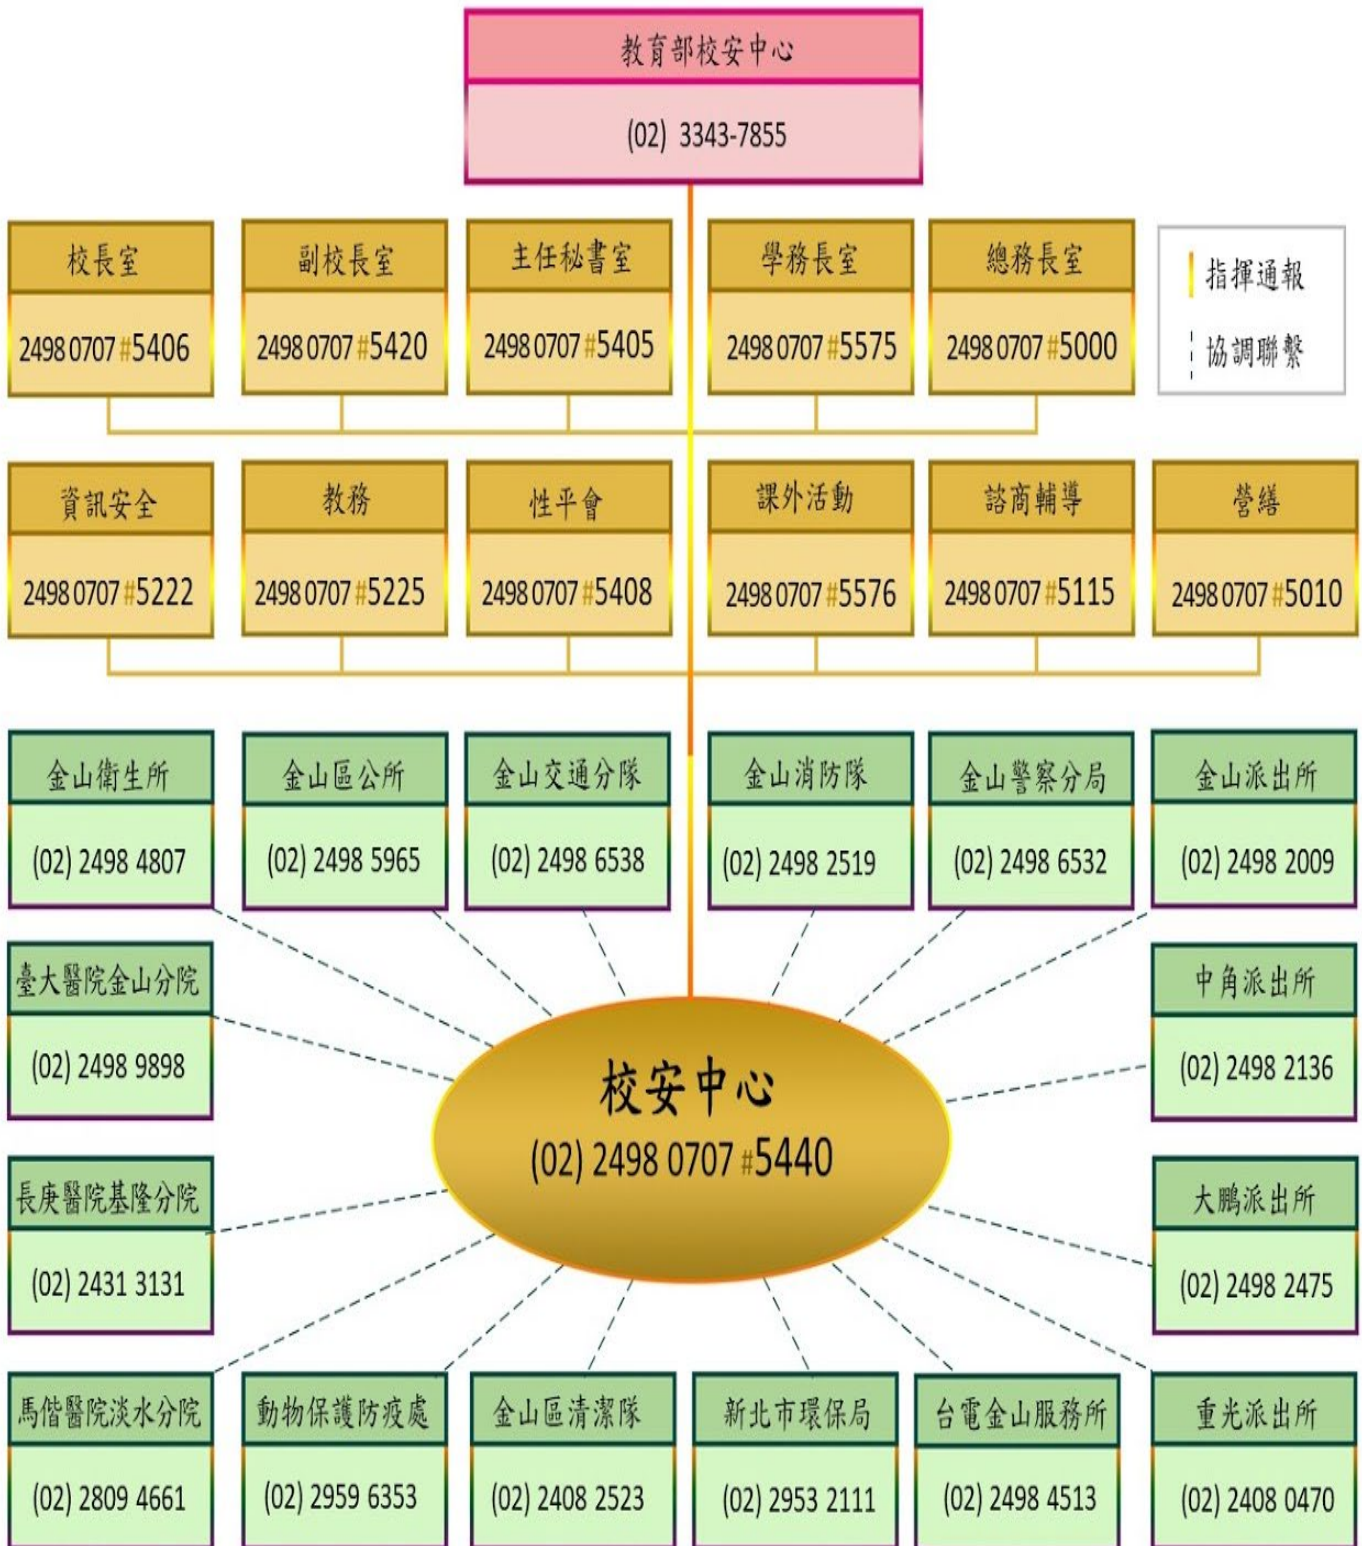 教育部校安中心
(02) 3343-7855
校長室
2498 0707 #5406
副校長室
2498 0707 #5420
主任秘書室
2498 0707 #5405
學務長室
2498 0707 #5575
總務長室
2498 0707 #5000
指揮通報
協調聯繫
資訊安全
2498 0707 #5222
教務
2498 0707 #5225
性平會
2498 0707 #5408
課外活動
2498 0707 #5576
諮商輔導
2498 0707 #5115
營繕
2498 0707 #5010
金山衛生所
(02) 2498 4807
金山區公所
(02) 2498 5965
金山交通分隊
(02) 2498 6538
金山消防隊
(02) 2498 2519
金山警察分局
(02) 2498 6532
金山派出所
(02) 2498 2009
臺大醫院金山分院
(02) 2498 9898
中角派出所
(02) 2498 2136
校安中心
(02) 2498 0707 #5440
長庚醫院基隆分院
(02) 2431 3131
大鵬派出所
(02) 2498 2475
馬偕醫院淡水分院
(02) 2809 4661
動物保護防疫處
(02) 2959 6353
金山區清潔隊
(02) 2408 2523
新北市環保局
(02) 2953 2111
台電金山服務所
(02) 2498 4513
重光派出所
(02) 2408 0470